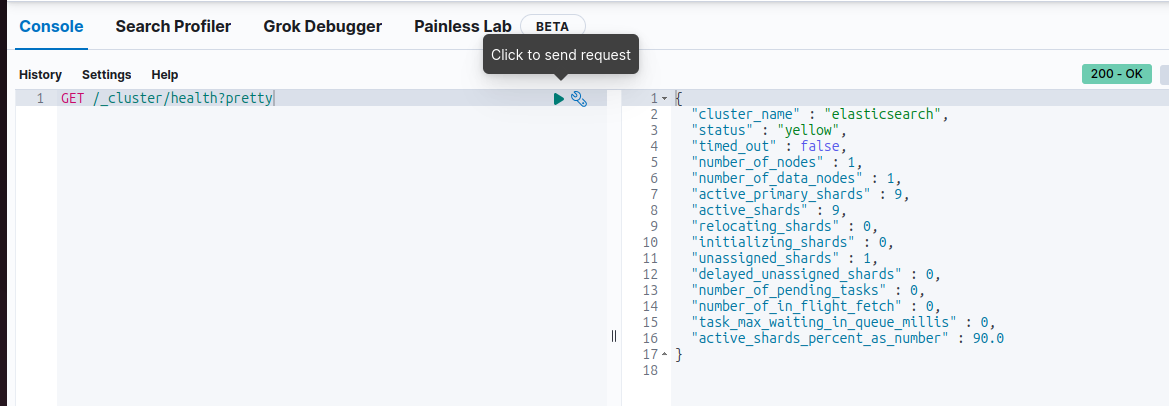 Console Search Profiler Grok Debugger Painless Lab BETA
Click to send request
History Settings Help
200 - OK
1 GET /_cluster/health?pretty
1 {
2 "cluster_name" : "elasticsearch",
3 "status" : "yellow",
4 "timed_out" : false,
5 "number_of_nodes" : 1,
6 "number_of_data_nodes" : 1,
7 "active_primary_shards" : 9,
8 "active_shards" : 9,
9 "relocating_shards" : 0,
10 "initializing_shards" : 0,
11 "unassigned_shards" : 1,
12 "delayed_unassigned_shards" : 0,
13 "number_of_pending_tasks" : 0,
14 "number_of_in_flight_fetch" : 0,
15 "task_max_waiting_in_queue_millis" : 0,
16 "active_shards_percent_as_number" : 90.0
17 }
18